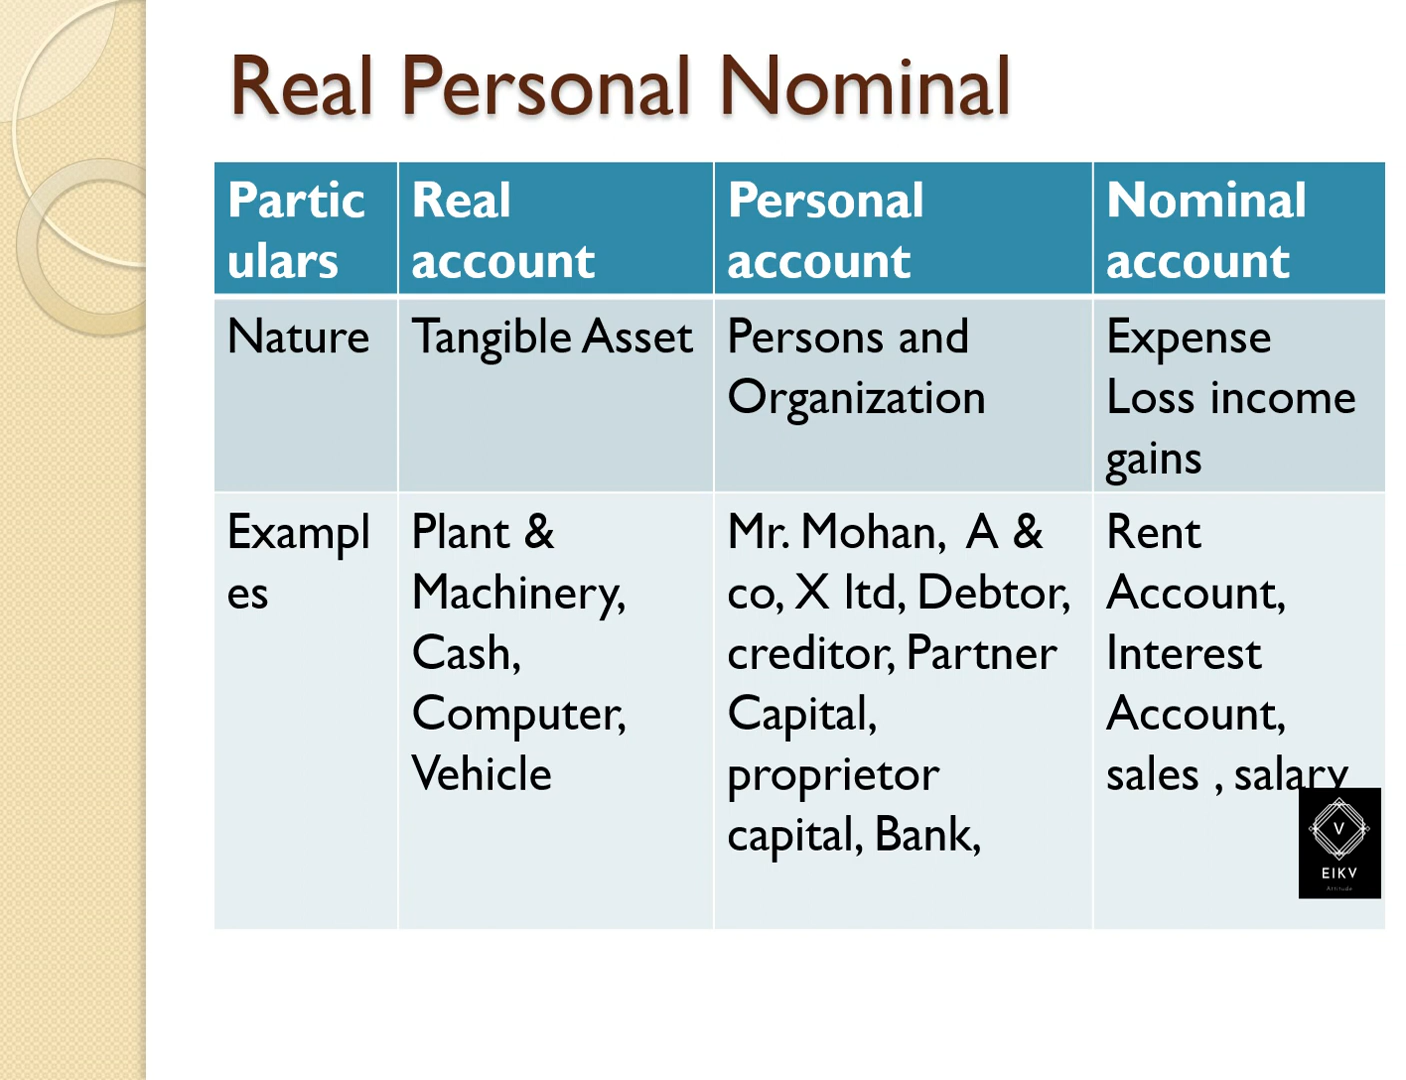 Real Personal Nominal
Partic
ulars
Real
account
Personal
account
Nominal
account
Nature
Tangible Asset
Persons and
Organization
Expense
Loss income
gains
Exampl
es
Plant &
Machinery,
Cash,
Computer,
Vehicle
Mr. Mohan,  A &
co, X ltd, Debtor,
creditor, Partner
Capital,
proprietor
capital, Bank,
Rent
Account,
Interest
Account,
sales , salary
V
EIKV
Attitude